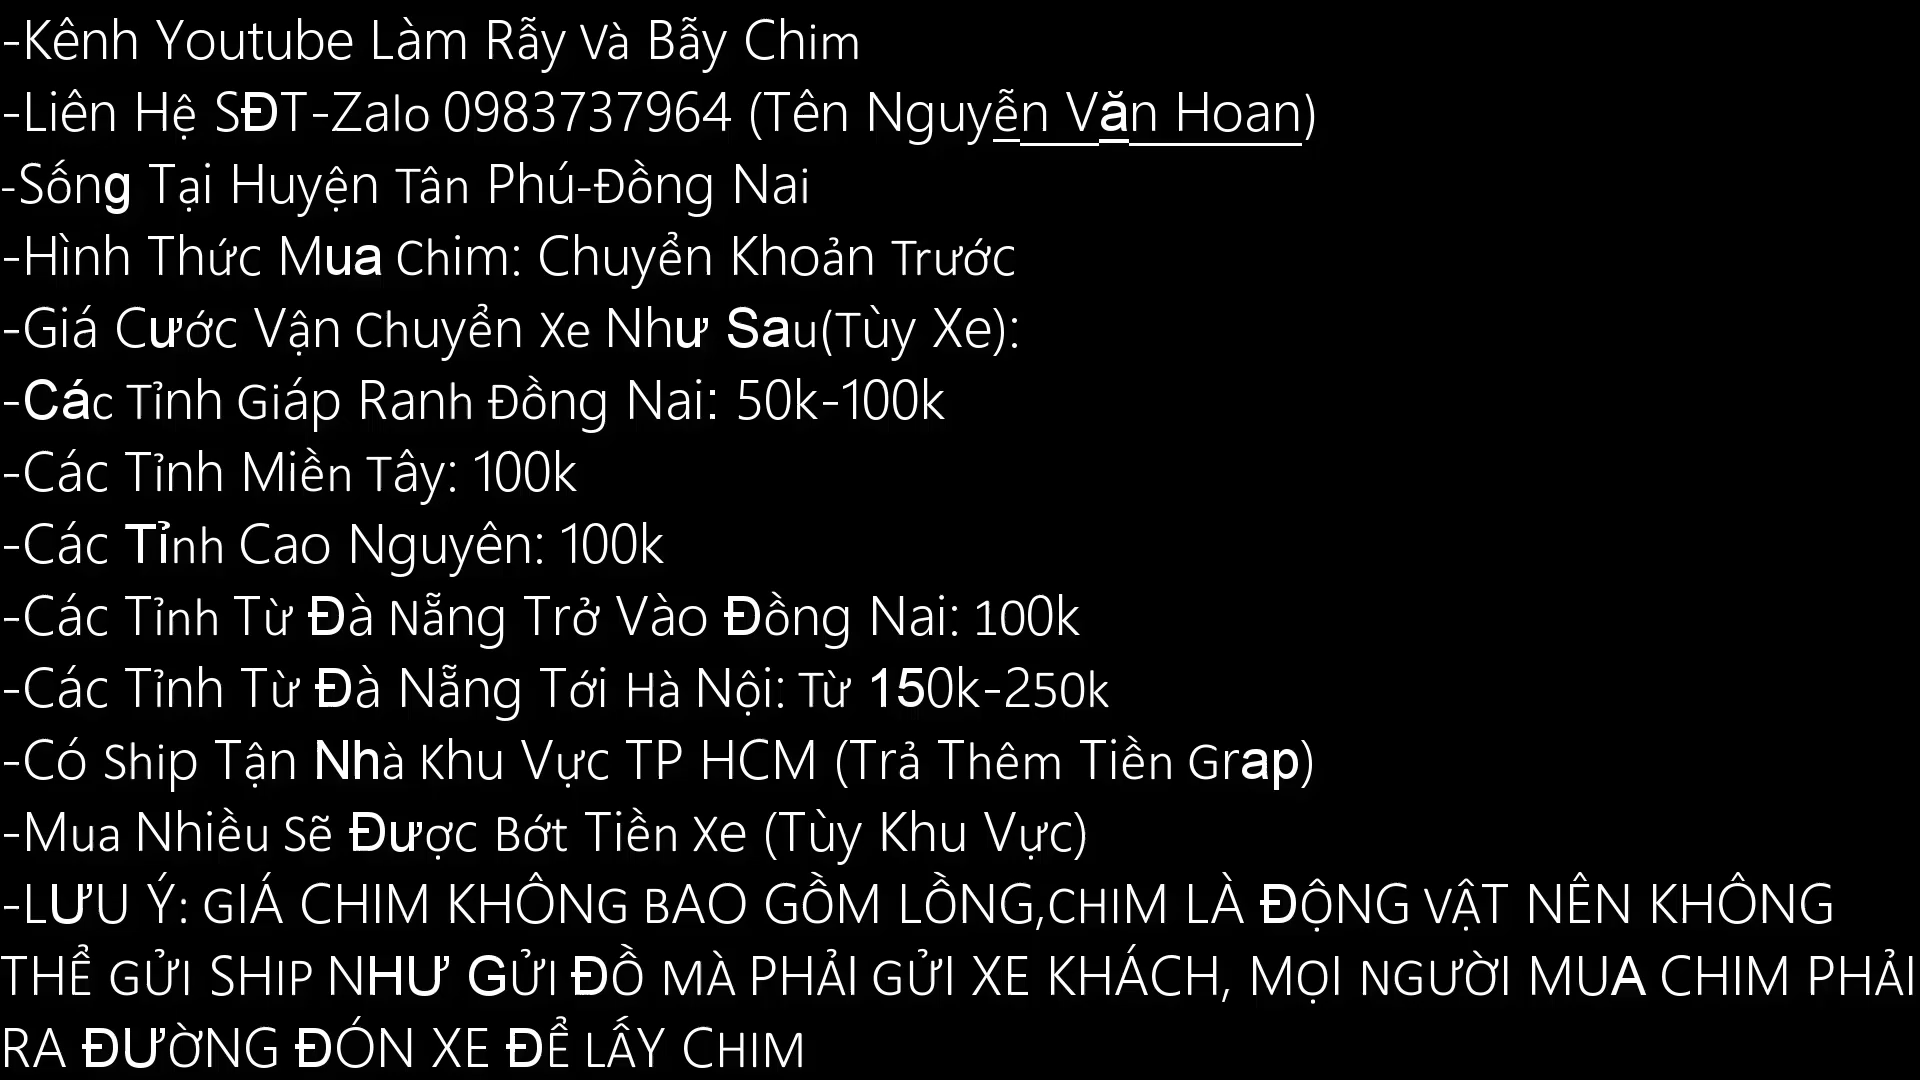 -Kênh Youtube Làm Rẫy Và Bẫy Chim
-Liên Hệ SĐT-Zalo 0983737964 (Tên Nguyễn Văn Hoan)
-Sống Tại Huyện Tân Phú-Đồng Nai
-Hình Thức Mua Chim: Chuyển Khoản Trước
-Giá Cước Vận Chuyển Xe Như Sau(Tùy Xe):
-Các Tỉnh Giáp Ranh Đồng Nai: 50k-100k
-Các Tỉnh Miền Tây: 100k
-Các Tỉnh Cao Nguyên: 100k
-Các Tỉnh Từ Đà Nẵng Trở Vào Đồng Nai: 100k
-Các Tỉnh Từ Đà Nẵng Tới Hà Nội: Từ 150k-250k
-Có Ship Tận Nhà Khu Vực TP HCM (Trả Thêm Tiền Grap)
-Mua Nhiều Sẽ Được Bớt Tiền Xe (Tùy Khu Vực)
-LƯU Ý: GIÁ CHIM KHÔNG BAO GỒM LỒNG,CHIM LÀ ĐỘNG VẬT NÊN KHÔNG
THỂ GỬI SHIP NHƯ GỬI ĐỒ MÀ PHẢI GỬI XE KHÁCH, MỌI NGƯỜI MUA CHIM PHẢI
RA ĐƯỜNG ĐÓN XE ĐỂ LẤY CHIM